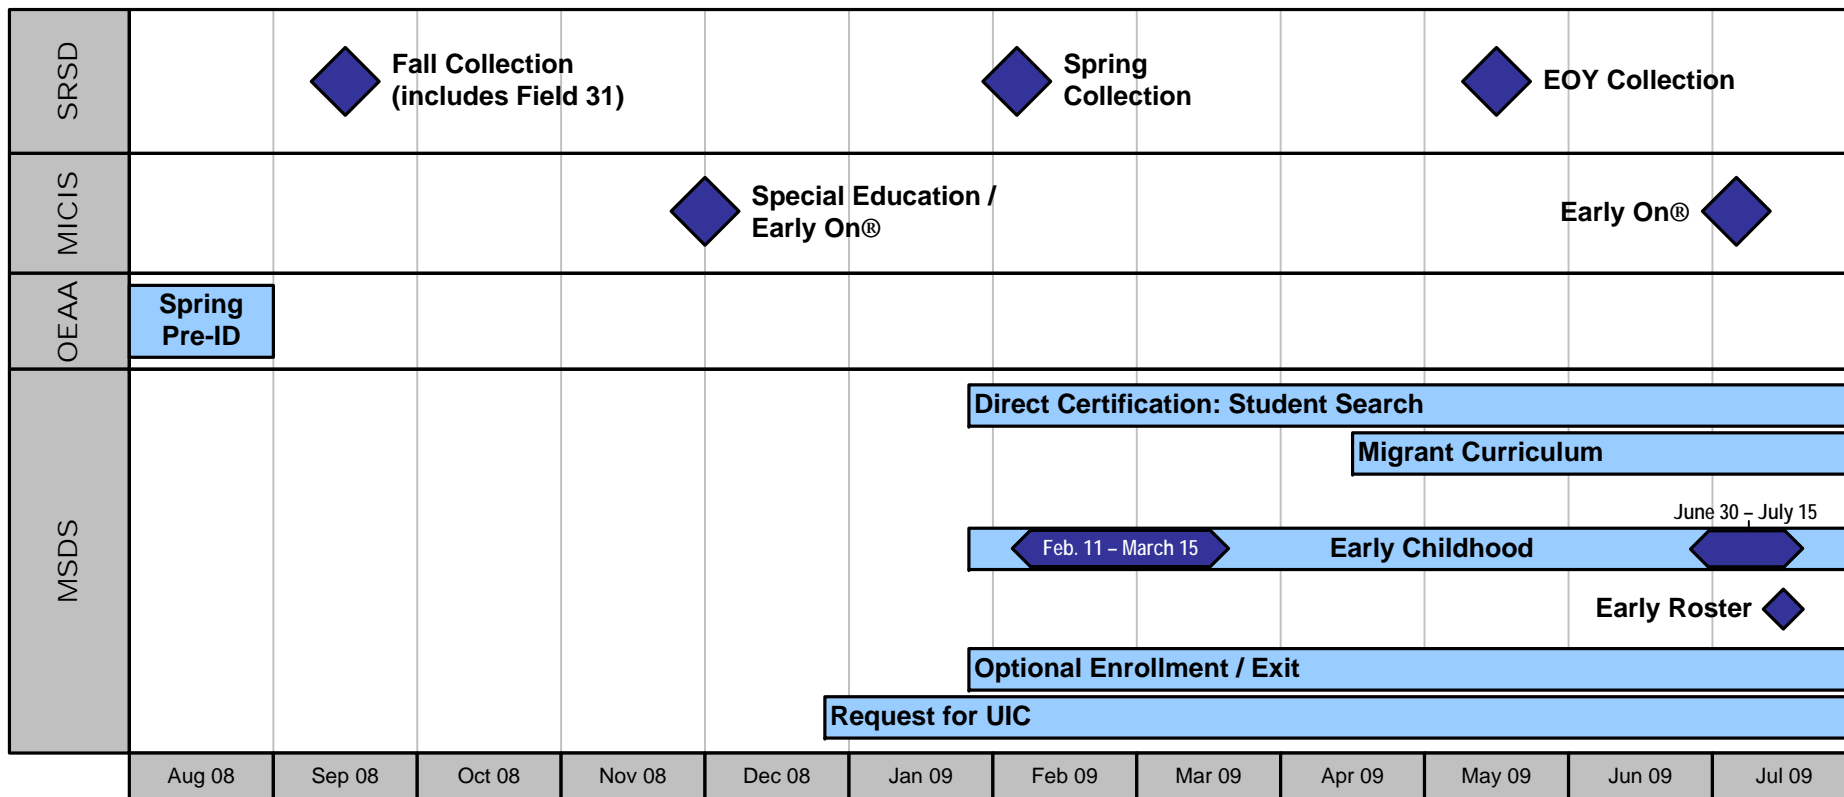 SRSD
Fall Collection
(includes Field 31)
Spring
Collection
EOY Collection
MICIS
Special Education /
Early On®
Early On®
OEAA
Spring
Pre-ID
MSDS
Direct Certification: Student Search
Migrant Curriculum
June 30 – July 15
Feb. 11 – March 15
Early Childhood
Early Roster
Optional Enrollment / Exit
Request for UIC
Aug 08
Sep 08
Oct 08
Nov 08
Dec 08
Jan 09
Feb 09
Mar 09
Apr 09
May 09
Jun 09
Jul 09